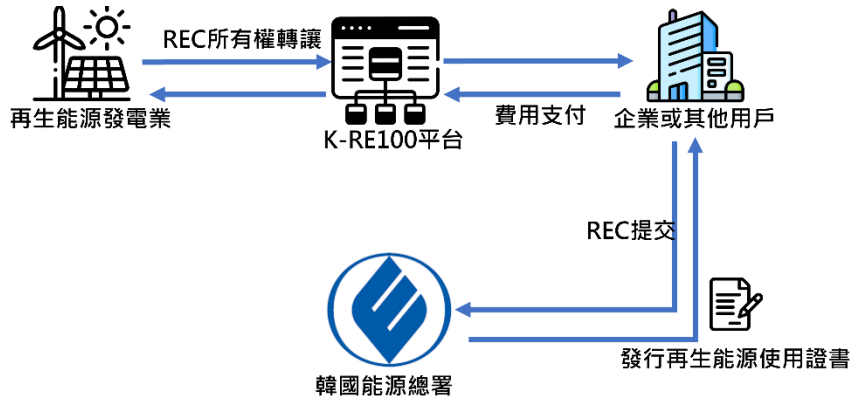 REC所有權轉讓
再生能源發電業
K-RE100平台
費用支付
企業或其他用戶
REC提交
發行再生能源使用證書
韓國能源總署